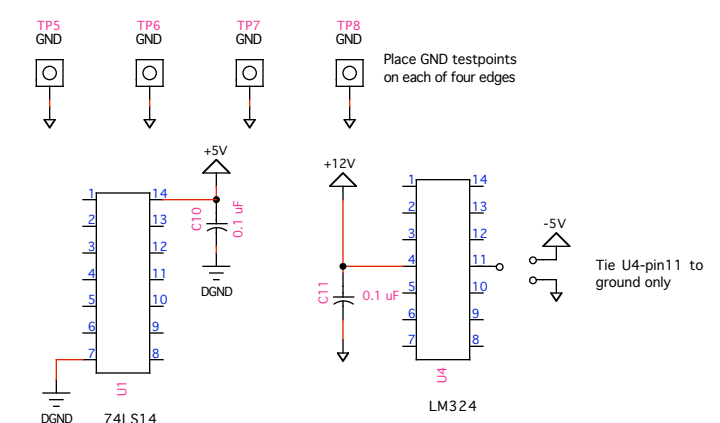 TP5 TP6 TP7 TP8
GND GND GND GND
Place GND testpoints
on each of four edges
+5V
+12V
1 14
2 13
3 12
4 11
5 10
6 9
7 8
C10
0.1 uF
DGND
U1
DGND
74LS14
1 14
2 13
3 12
4 11
5 10
6 9
7 8
C11
0.1 uF
U4
LM324
-5V
Tie U4-pin11 to
ground only